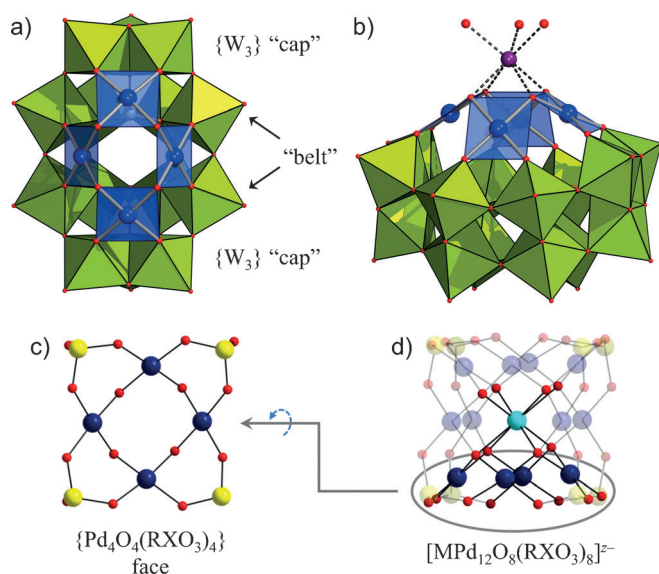 a)
{W₃} “cap”
“belt”
{W₃} “cap”
b)
c)
{Pd₄O₄(RXO₃)₄}
face
d)
[MPd₁₂O₈(RXO₃)₈]ᶻ⁻